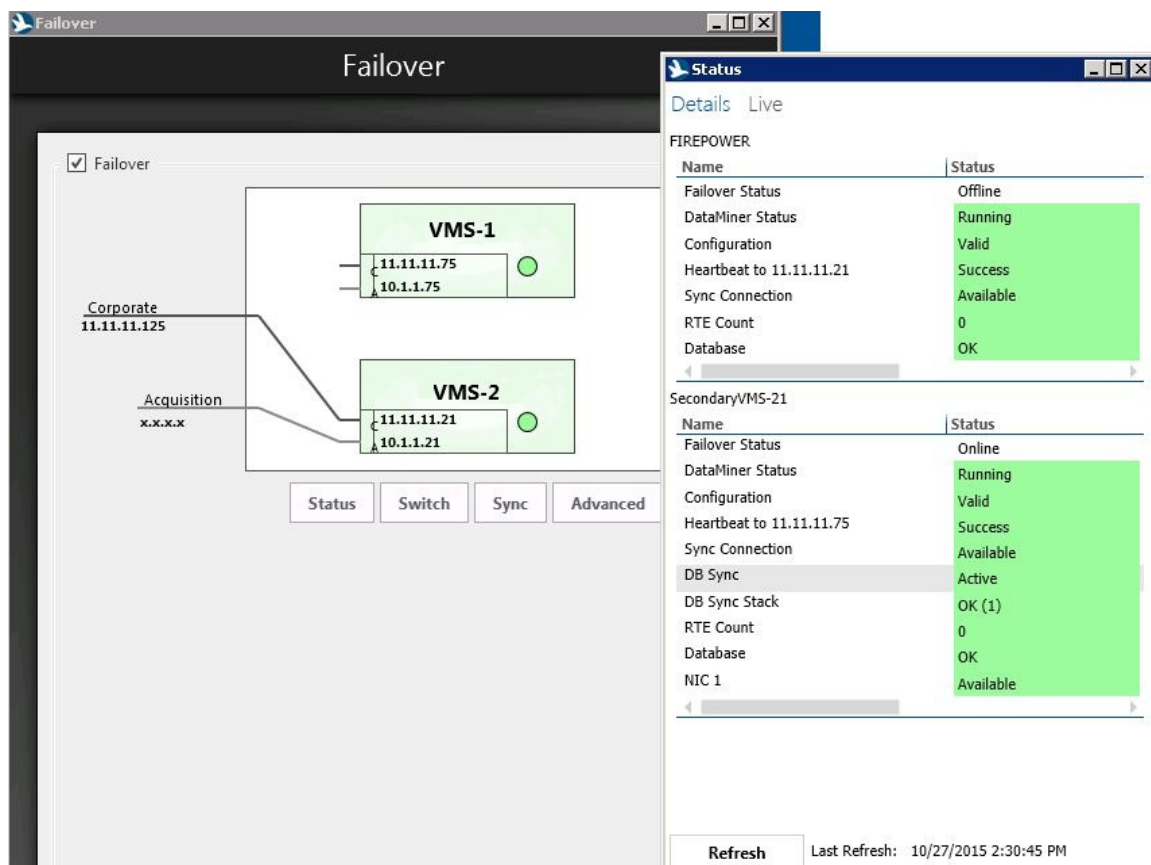 Failover
Failover
Failover
VMS-1
C 11.11.11.75
A 10.1.1.75
Corporate
11.11.11.125
Acquisition
x.x.x.x
VMS-2
C 11.11.11.21
A 10.1.1.21
Status Switch Sync Advanced
Status
Details Live
FIREPOWER
Name Status
Failover Status Offline
DataMiner Status Running
Configuration Valid
Heartbeat to 11.11.11.21 Success
Sync Connection Available
RTE Count 0
Database OK
SecondaryVMS-21
Name Status
Failover Status Online
DataMiner Status Running
Configuration Valid
Heartbeat to 11.11.11.75 Success
Sync Connection Available
DB Sync Active
DB Sync Stack OK (1)
RTE Count 0
Database OK
NIC 1 Available
Refresh Last Refresh: 10/27/2015 2:30:45 PM